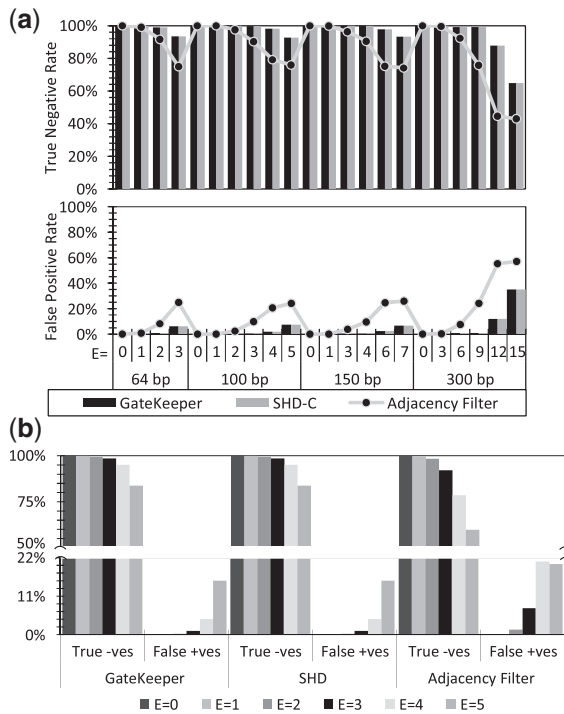 (a)
True Negative Rate
100%
80%
60%
40%
20%
0%
False Positive Rate
100%
80%
60%
40%
20%
0%
E= 0 1 2 3 0 1 2 3 4 5 0 1 3 4 6 7 0 3 6 9 12 15
64 bp 100 bp 150 bp 300 bp
GateKeeper SHD-C Adjacency Filter
(b)
100%
75%
50%
22%
11%
0%
True -ves False +ves True -ves False +ves True -ves False +ves
GateKeeper SHD Adjacency Filter
E=0 E=1 E=2 E=3 E=4 E=5